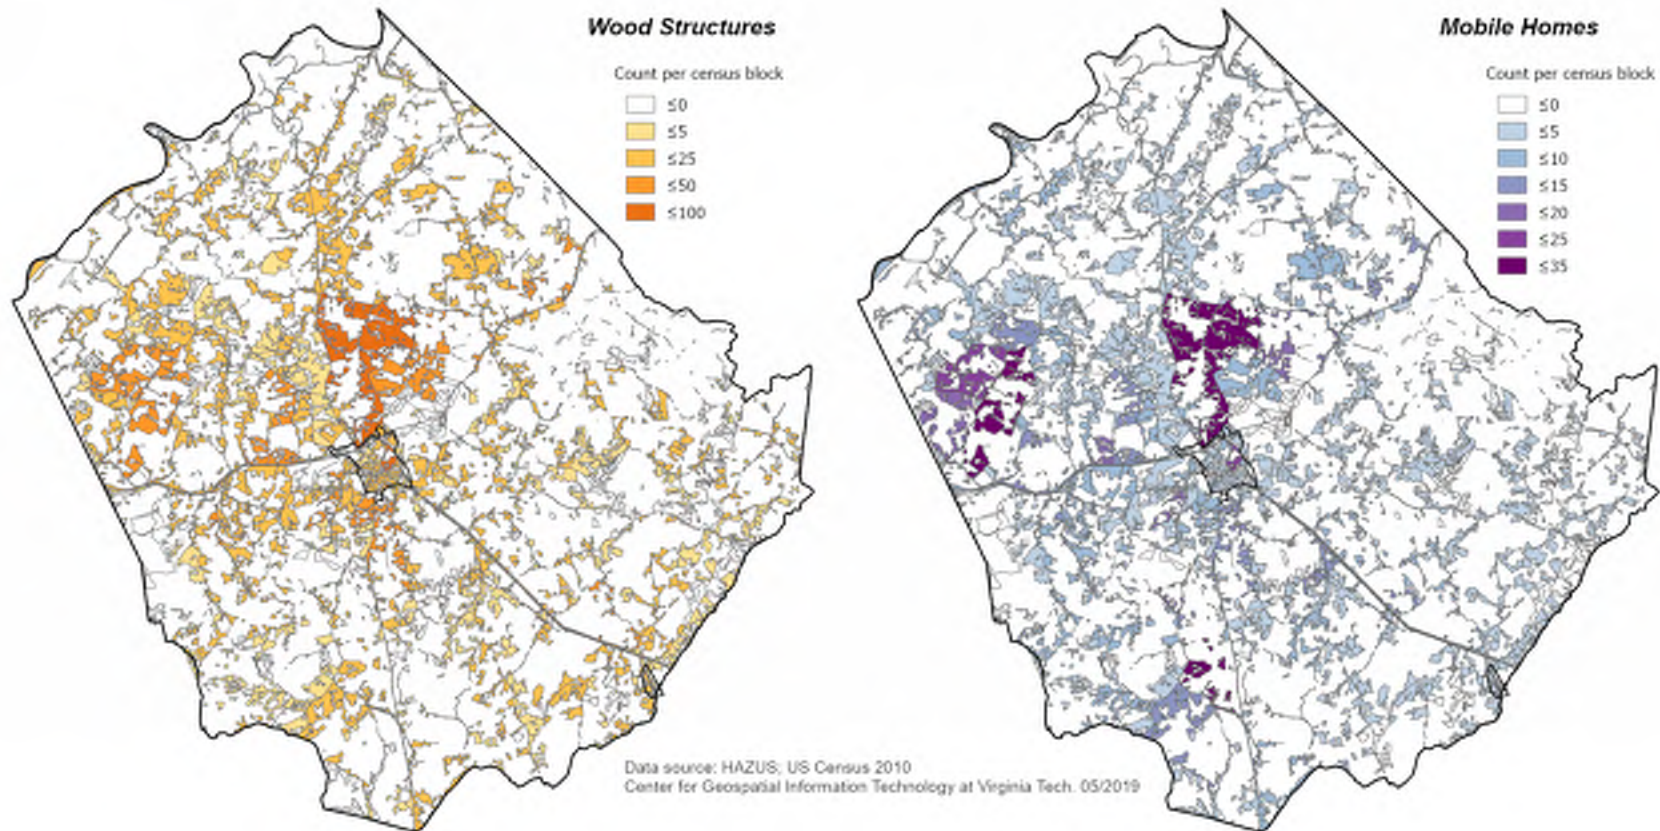 Wood Structures
Count per census block
≤0
≤5
≤25
≤50
≤100
Mobile Homes
Count per census block
≤0
≤5
≤10
≤15
≤20
≤25
≤35
Data source: HAZUS; US Census 2010
Center for Geospatial Information Technology at Virginia Tech. 05/2019